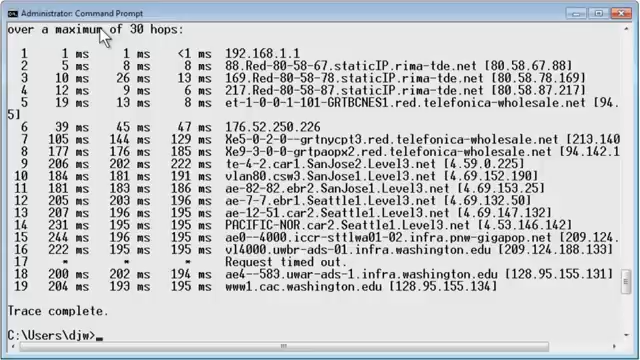 Administrator: Command Prompt
over a maximum of 30 hops:
1 1 ms 1 ms <1 ms 192.168.1.1
2 5 ms 8 ms 8 ms 88.Red-80-58-67.staticIP.rima-tde.net [80.58.67.88]
3 10 ms 26 ms 13 ms 169.Red-80-58-78.staticIP.rima-tde.net [80.58.78.169]
4 12 ms 9 ms 6 ms 217.Red-80-58-87.staticIP.rima-tde.net [80.58.87.217]
5 19 ms 13 ms 8 ms et-1-0-0-1-101-GRTBCNES1.red.telefonica-wholesale.net [94.
5]
6 39 ms 45 ms 47 ms 176.52.250.226
7 105 ms 144 ms 129 ms Xe5-0-2-0--grtnycpt3.red.telefonica-wholesale.net [213.140
8 177 ms 176 ms 185 ms Xe9-3-0-0-grtpaopx2.red.telefonica-wholesale.net [94.142.1
9 206 ms 202 ms 222 ms te-4-2.car1.SanJose2.Level3.net [4.59.0.225]
10 184 ms 181 ms 191 ms vlan80.csw3.SanJose1.Level3.net [4.69.152.190]
11 181 ms 183 ms 186 ms ae-82-82.ebr2.SanJose1.Level3.net [4.69.153.25]
12 205 ms 203 ms 196 ms ae-7-7.ebr1.Seattle1.Level3.net [4.69.132.50]
13 207 ms 196 ms 195 ms ae-12-51.car2.Seattle1.Level3.net [4.69.147.132]
14 231 ms 195 ms 195 ms PACIFIC-NOR.car2.Seattle1.Level3.net [4.53.146.142]
15 244 ms 196 ms 195 ms ae0--4000.iccr-sttlwa01-02.infra.pnw-gigapop.net [209.124.
16 222 ms 195 ms 195 ms vl4000.uwbr-ads-01.infra.washington.edu [209.124.188.133]
17 * * * Request timed out.
18 200 ms 202 ms 194 ms ae4--583.uwar-ads-1.infra.washington.edu [128.95.155.131]
19 204 ms 193 ms 195 ms www1.cac.washington.edu [128.95.155.134]
Trace complete.
C:\Users\djw>_